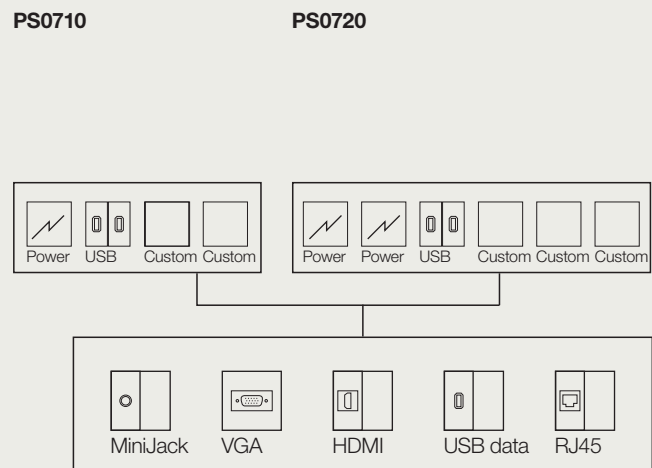 PS0710 PS0720
Power USB Custom Custom Power Power USB Custom Custom Custom
MiniJack VGA HDMI USB data RJ45